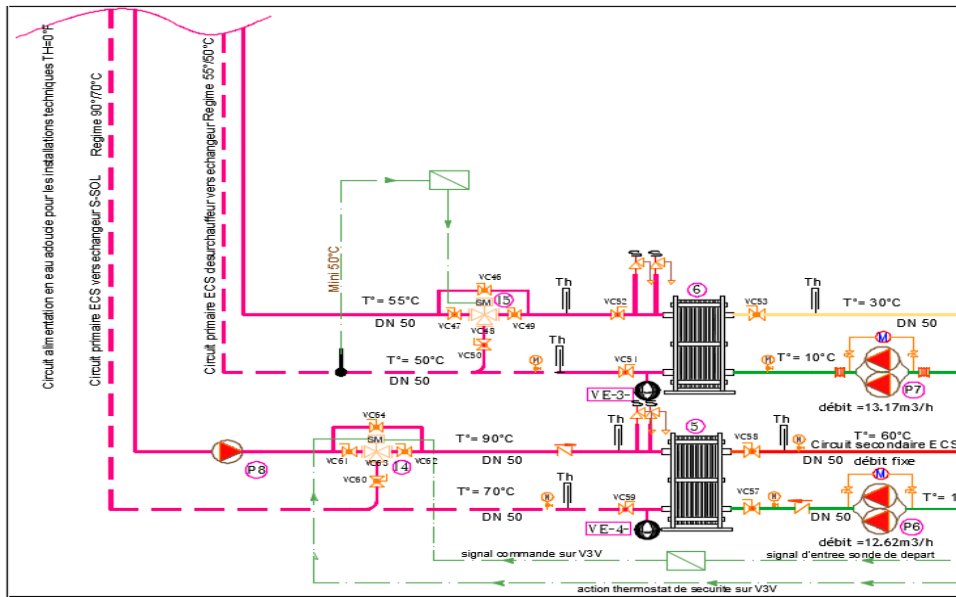 Circuit alimentation en eau adoucie pour les installations techniques TH=0°F
Circuit primaire ECS vers echangeur S-SOL Regime 90°/70°C
Circuit primaire ECS desurchauffeur vers echangeur Regime 55°/50°C
Mini 50°C
VC46
SM
15
T°= 55°C
DN 50
VC47
VC48
VC49
VC50
Th
VC52
6
VC53
Th
T°= 30°C
DN 50
T°= 50°C
DN 50
M
Th
VC51
VE-3-
M
T°= 10°C
M
P7
débit =13.17m3/h
VC64
SM
P8
VC61
VC63
14
VC62
VC60
T°= 90°C
DN 50
Th
5
VC58
Th
M
T°= 60°C
Circuit secondaire ECS
DN 50
débit fixe
T°= 70°C
DN 50
M
Th
VC59
VE-4-
VC57
M
DN 50
M
T°= 1
P6
débit =12.62m3/h
signal commande sur V3V
signal d'entree sonde de depart
action thermostat de securite sur V3V